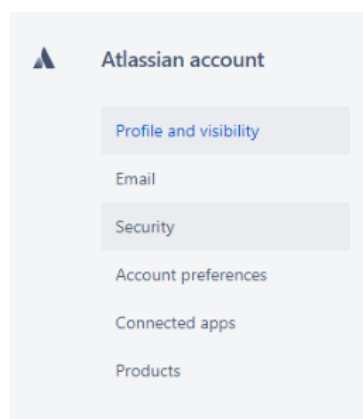 Atlassian account
Profile and visibility
Email
Security
Account preferences
Connected apps
Products